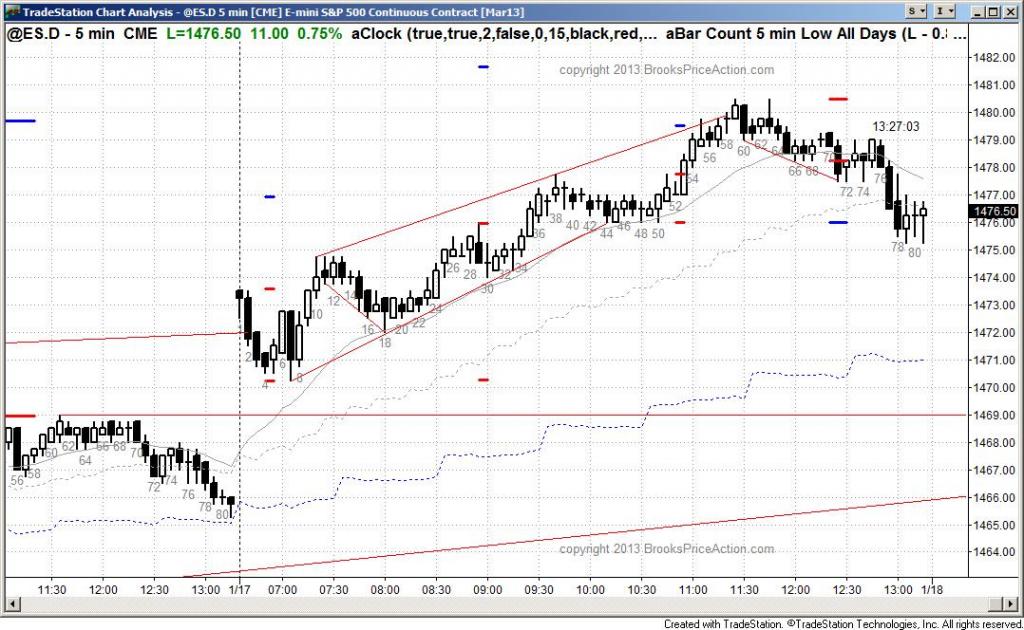 TradeStation Chart Analysis - @ES.D 5 min [CME] E-mini S&P 500 Continuous Contract [Mar13]
S I
@ES.D - 5 min CME L=1476.50 11.00 0.75% aClock (true,true,2,false,0,15,black,red,... aBar Count 5 min Low All Days (L - 0.8 ...
copyright 2013 BrooksPriceAction.com
1482.00
1481.00
1480.00
13:27:03
1479.00
1478.00
1477.00
1476.50
1476.00
1475.00
1474.00
1473.00
1472.00
1471.00
1470.00
1469.00
1468.00
1467.00
1466.00
1465.00
1464.00
56 58 60 62 64 66 68 70 72 74 76 78 80
2 4 6 8 10 12 14 16 18 20 22 24 26 28 30 32 34 36 38 40 42 44 46 48 50 52 54 56 58 60 62 64 66 68 70 72 74 76 78 80
copyright 2013 BrooksPriceAction.com
11:30 12:00 12:30 13:00 1/17 07:00 07:30 08:00 08:30 09:00 09:30 10:00 10:30 11:00 11:30 12:00 12:30 13:00 1/18
Created with TradeStation. ©TradeStation Technologies, Inc. All rights reserved.